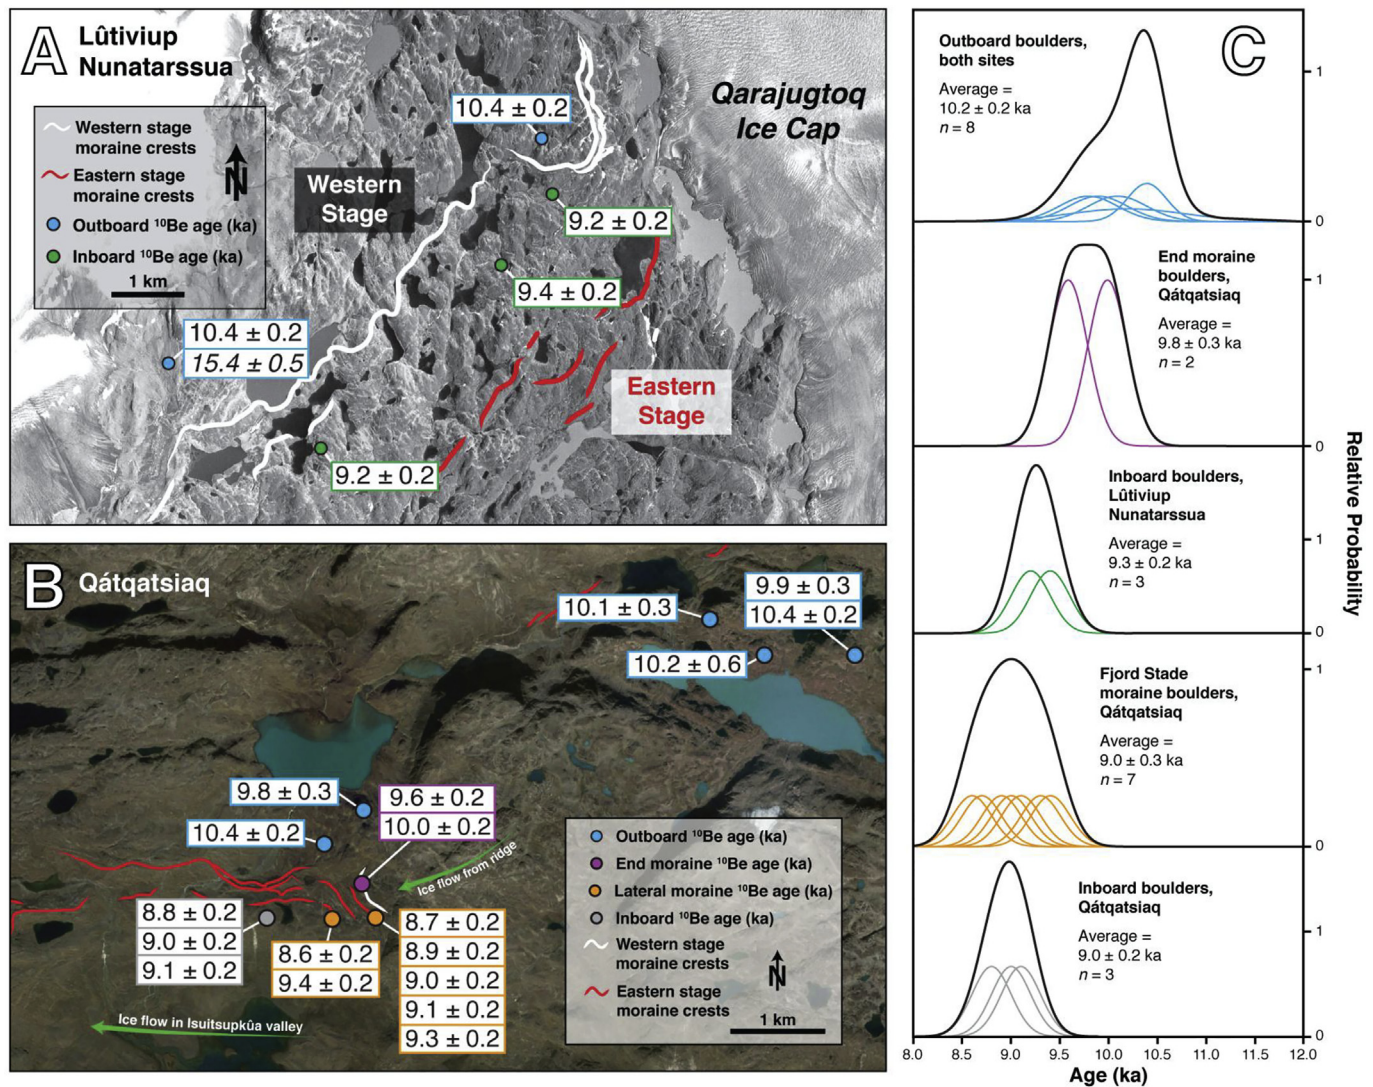 A
Lûtiviup
Nunatarssua
Western stage
moraine crests
Eastern stage
moraine crests
Outboard ¹⁰Be age (ka)
Inboard ¹⁰Be age (ka)
1 km
N
Western
Stage
10.4 ± 0.2
Qarajugtoq
Ice Cap
9.2 ± 0.2
9.4 ± 0.2
10.4 ± 0.2
15.4 ± 0.5
Eastern
Stage
9.2 ± 0.2
B
Qátqatsiaq
10.1 ± 0.3
9.9 ± 0.3
10.4 ± 0.2
10.2 ± 0.6
9.8 ± 0.3
10.4 ± 0.2
9.6 ± 0.2
10.0 ± 0.2
Ice flow from ridge
8.8 ± 0.2
9.0 ± 0.2
9.1 ± 0.2
8.6 ± 0.2
9.4 ± 0.2
8.7 ± 0.2
8.9 ± 0.2
9.0 ± 0.2
9.1 ± 0.2
9.3 ± 0.2
Ice flow in Isuitsupkûa valley
Outboard ¹⁰Be age (ka)
End moraine ¹⁰Be age (ka)
Lateral moraine ¹⁰Be age (ka)
Inboard ¹⁰Be age (ka)
Western stage
moraine crests
Eastern stage
moraine crests
N
1 km
C
Outboard boulders,
both sites
Average =
10.2 ± 0.2 ka
n = 8
1
0
End moraine
boulders,
Qátqatsiaq
Average =
9.8 ± 0.3 ka
n = 2
1
0
Inboard boulders,
Lûtiviup
Nunatarssua
Average =
9.3 ± 0.2 ka
n = 3
1
0
Fjord Stade
moraine boulders,
Qátqatsiaq
Average =
9.0 ± 0.3 ka
n = 7
1
0
Inboard boulders,
Qátqatsiaq
Average =
9.0 ± 0.2 ka
n = 3
1
0
Relative Probability
8.0 8.5 9.0 9.5 10.0 10.5 11.0 11.5 12.0
Age (ka)